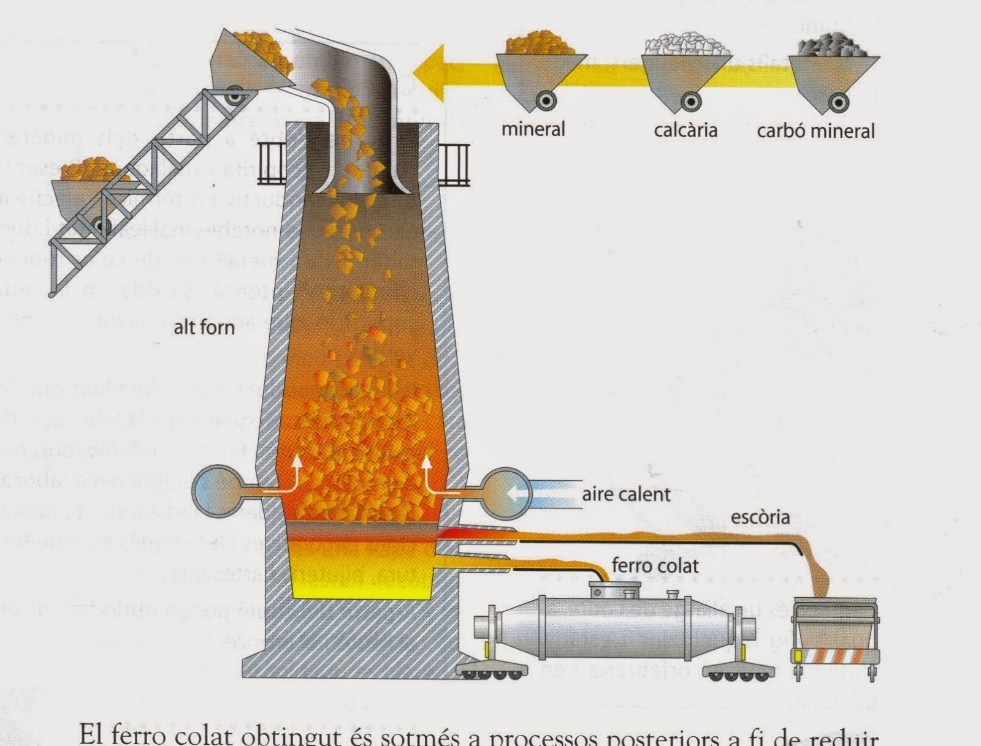 mineral
calcària
carbó mineral
alt forn
aire calent
escòria
ferro colat
El ferro colat obtingut és sotmés a processos posteriors a fi de reduir